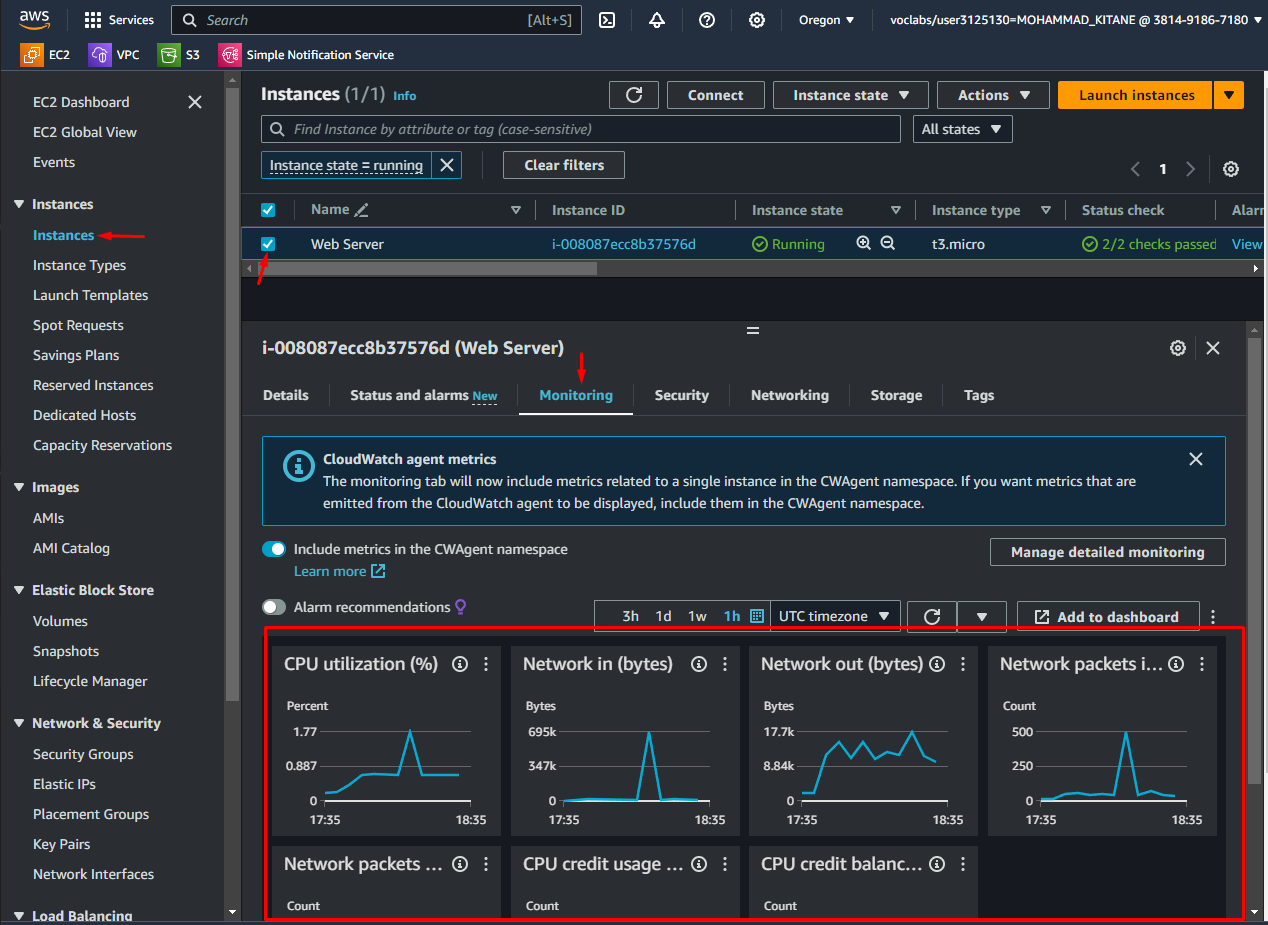 aws
Services
Search
[Alt+S]
Oregon
voclabs/user3125130=MOHAMMAD_KITANE @ 3814-9186-7180
EC2
VPC
S3
Simple Notification Service
EC2 Dashboard
EC2 Global View
Events
Instances
Instances
Instance Types
Launch Templates
Spot Requests
Savings Plans
Reserved Instances
Dedicated Hosts
Capacity Reservations
Images
AMIs
AMI Catalog
Elastic Block Store
Volumes
Snapshots
Lifecycle Manager
Network & Security
Security Groups
Elastic IPs
Placement Groups
Key Pairs
Network Interfaces
Load Balancing
Instances (1/1) Info
Connect
Instance state
Actions
Launch instances
Find Instance by attribute or tag (case-sensitive)
All states
Instance state = running
Clear filters
1
Name
Instance ID
Instance state
Instance type
Status check
Alarr
Web Server
i-008087ecc8b37576d
Running
t3.micro
2/2 checks passed
View
i-008087ecc8b37576d (Web Server)
Details
Status and alarms New
Monitoring
Security
Networking
Storage
Tags
CloudWatch agent metrics
The monitoring tab will now include metrics related to a single instance in the CWAgent namespace. If you want metrics that are
emitted from the CloudWatch agent to be displayed, include them in the CWAgent namespace.
Include metrics in the CWAgent namespace
Learn more
Manage detailed monitoring
Alarm recommendations
3h
1d
1w
1h
UTC timezone
Add to dashboard
CPU utilization (%)
Percent
1.77
0.887
0
17:35
18:35
Network in (bytes)
Bytes
695k
347k
0
17:35
18:35
Network out (bytes)
Bytes
17.7k
8.84k
0
17:35
18:35
Network packets i...
Count
500
250
0
17:35
18:35
Network packets ...
Count
CPU credit usage ...
Count
CPU credit balanc...
Count